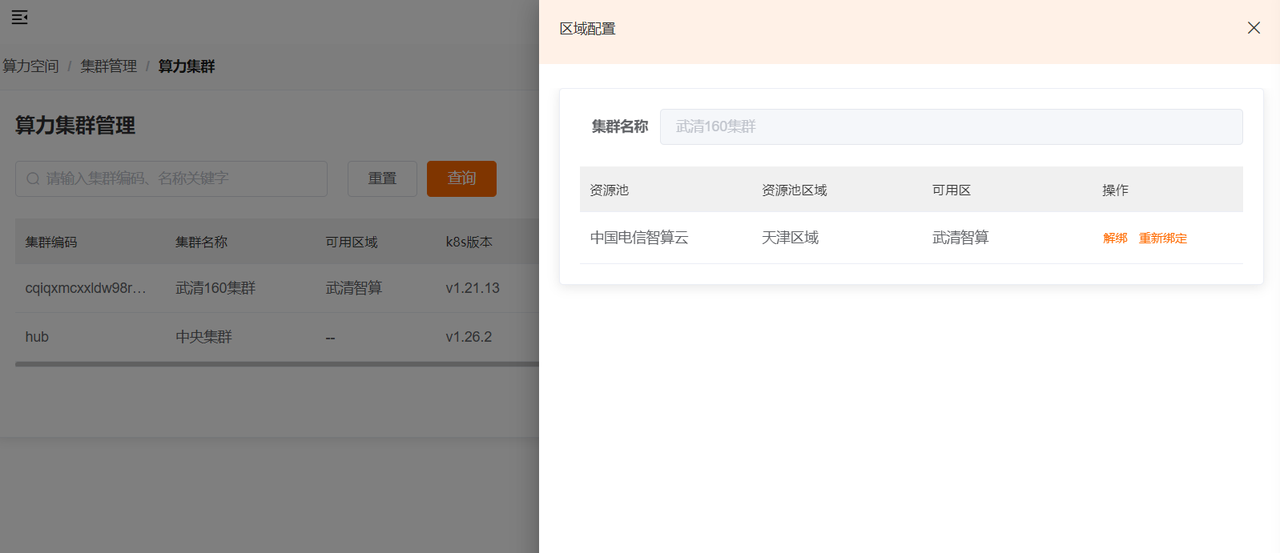 算力空间 / 集群管理 / 算力集群
算力集群管理
请输入集群编码、名称关键字 重置 查询
集群编码 集群名称 可用区域 k8s版本
cqiqxmcxxldw98r... 武清160集群 武清智算 v1.21.13
hub 中央集群 -- v1.26.2
区域配置
集群名称 武清160集群
资源池 资源池区域 可用区 操作
中国电信智算云 天津区域 武清智算 解绑 重新绑定